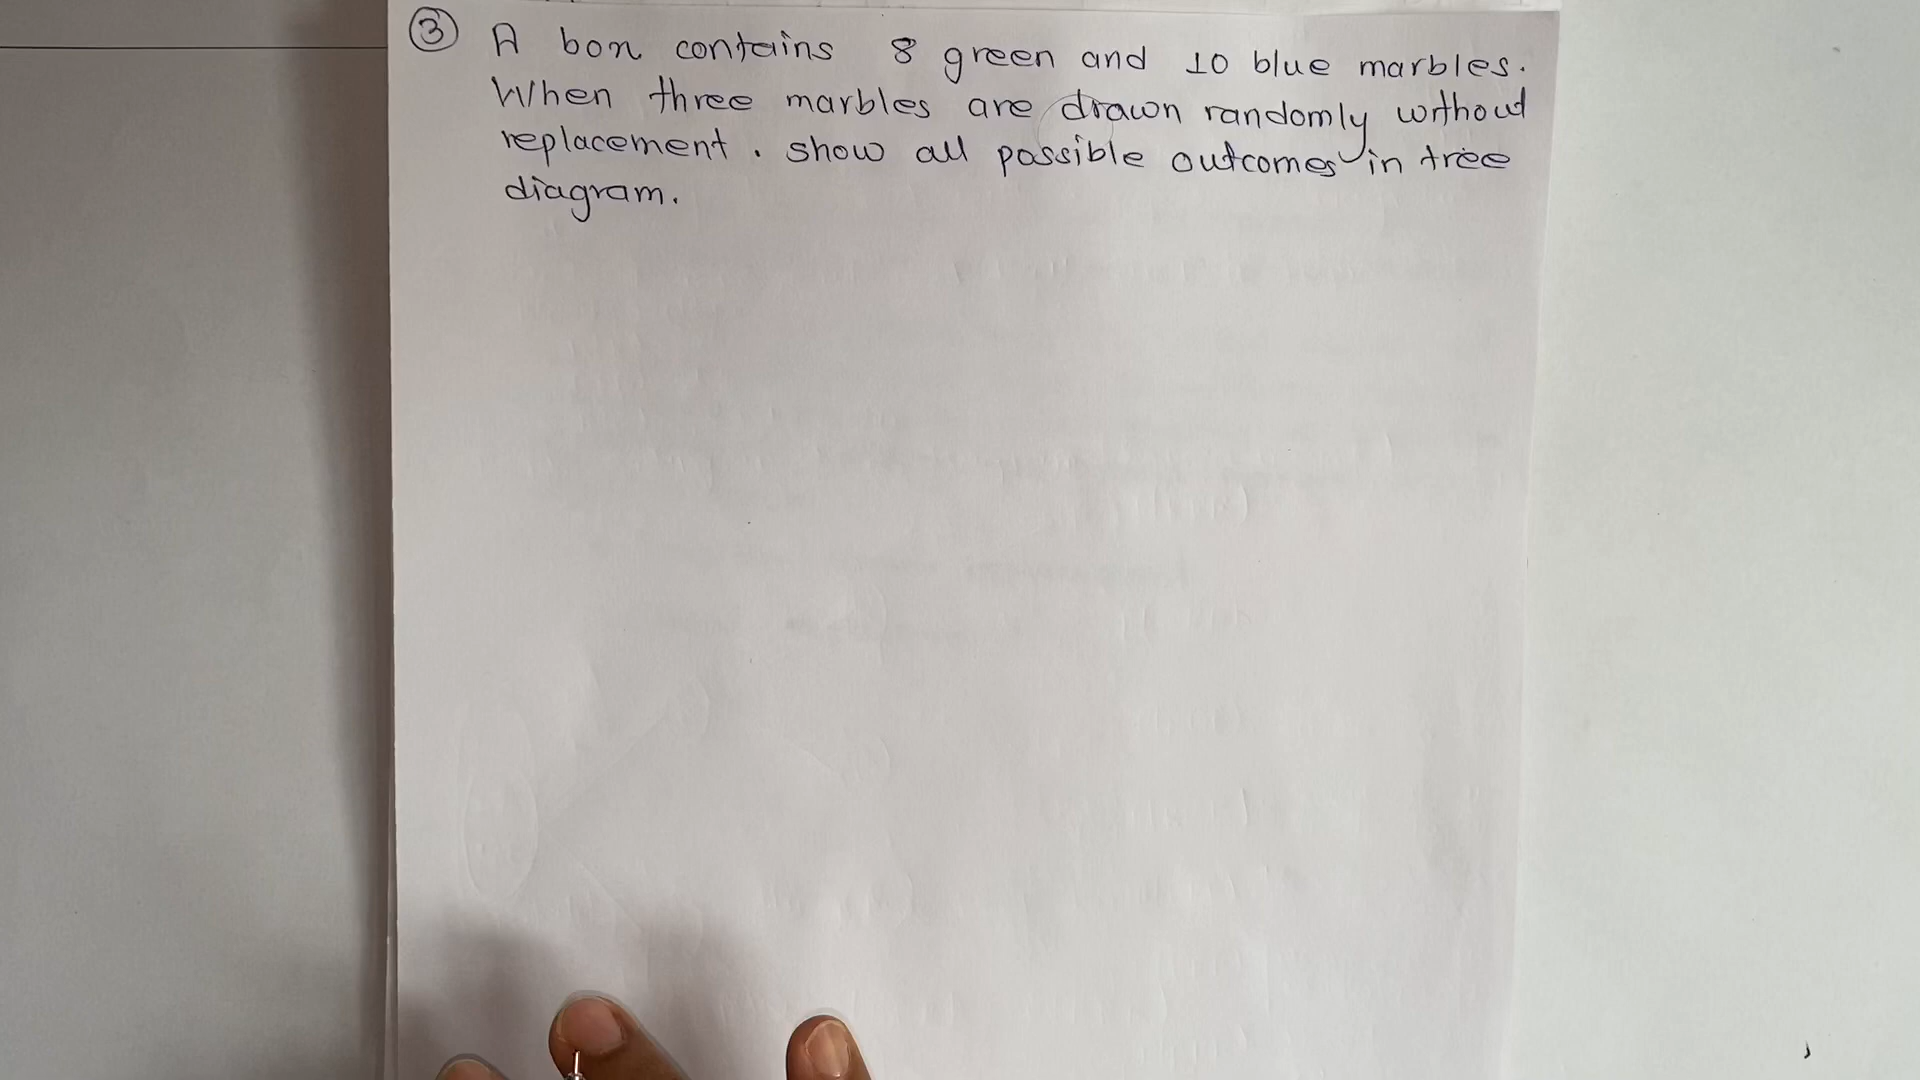 ③ A box contains 8 green and 10 blue marbles.
When three marbles are drawn randomly without
replacement. show all possible outcomes in tree
diagram.